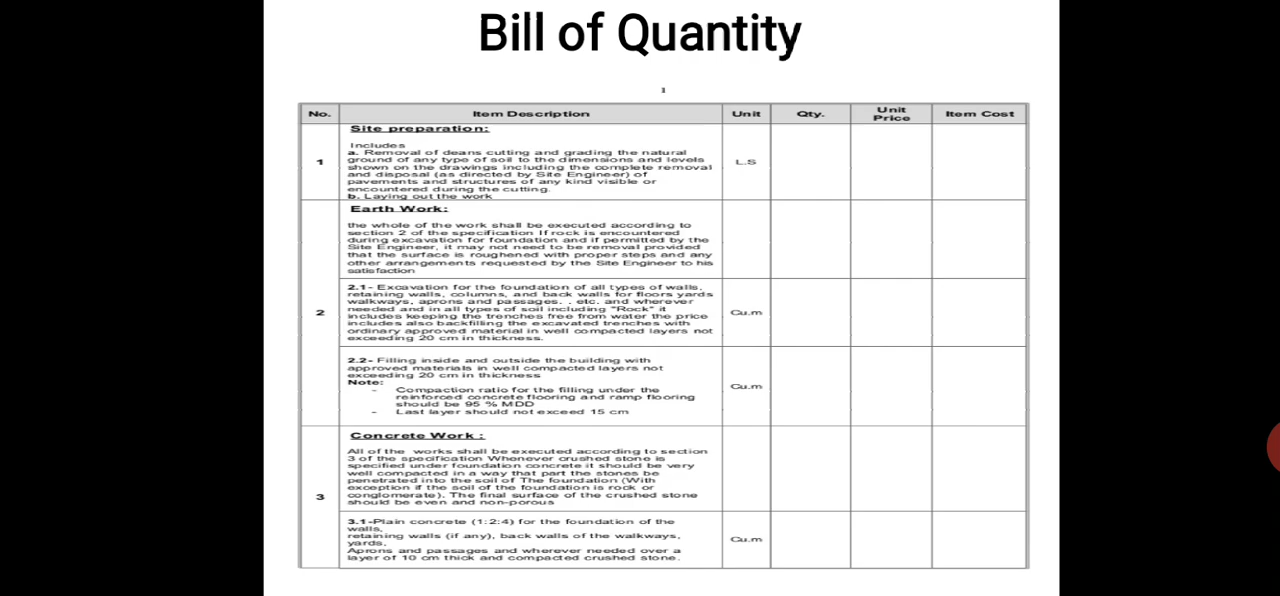 Bill of Quantity
1
No. Item Description Unit Qty. Unit Price Item Cost
Site preparation:
Includes
a. Removal of deans cutting and grading the natural
ground of any type of soil to the dimensions and levels
shown on the drawings including the complete removal
and disposal (as directed by Site Engineer) of
pavements and structures of any kind visible or
encountered during the cutting.
b. Laying out the work
1 L.S
Earth Work:
the whole of the work shall be executed according to
section 2 of the specification If rock is encountered
during excavation for foundation and if permitted by the
Site Engineer, it may not need to be removal provided
that the surface is roughened with proper steps and any
other arrangements requested by the Site Engineer to his
satisfaction
2
2.1- Excavation for the foundation of all types of walls,
retaining walls, columns, and back walls for floors yards
walkways, aprons and passages. . etc. and wherever
needed and in all types of soil including "Rock" it
includes keeping the trenches free from water the price
includes also backfilling the excavated trenches with
ordinary approved material in well compacted layers not
exceeding 20 cm in thickness.
Cu.m
2.2- Filling inside and outside the building with
approved materials in well compacted layers not
exceeding 20 cm in thickness
Note:
- Compaction ratio for the filling under the
reinforced concrete flooring and ramp flooring
should be 95 % MDD
- Last layer should not exceed 15 cm
Cu.m
Concrete Work :
All of the works shall be executed according to section
3 of the specification Whenever crushed stone is
specified under foundation concrete it should be very
well compacted in a way that part the stones be
penetrated into the soil of The foundation (With
exception if the soil of the foundation is rock or
conglomerate). The final surface of the crushed stone
should be even and non-porous
3
3.1-Plain concrete (1:2:4) for the foundation of the
walls,
retaining walls (if any), back walls of the walkways,
yards,
Aprons and passages and wherever needed over a
layer of 10 cm thick and compacted crushed stone.
Cu.m